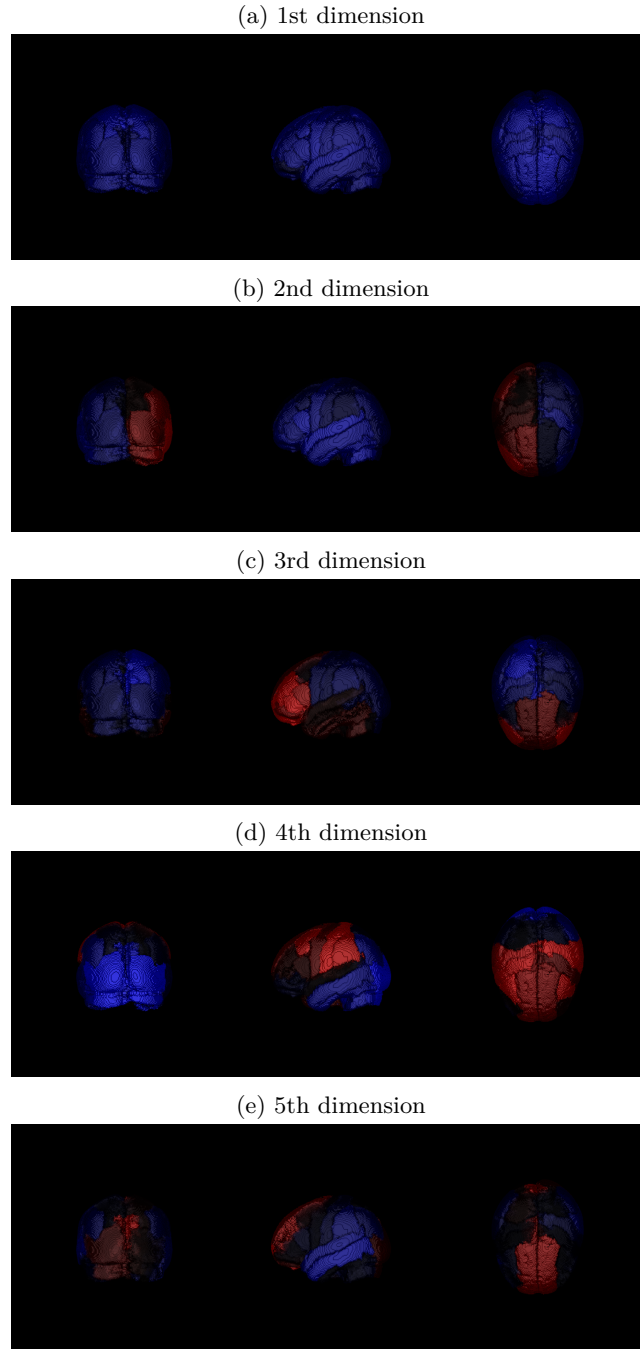 (a) 1st dimension
(b) 2nd dimension
(c) 3rd dimension
(d) 4th dimension
(e) 5th dimension